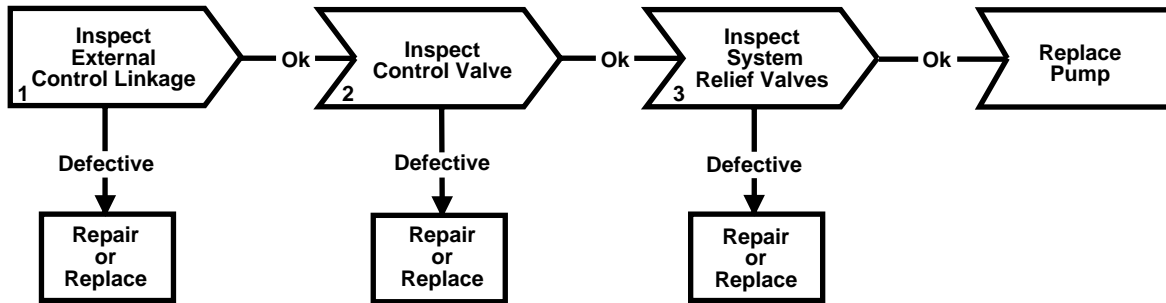 Inspect
External
Control Linkage
1
Ok
Inspect
Control Valve
2
Ok
Inspect
System
Relief Valves
3
Ok
Replace
Pump
Defective
Defective
Defective
Repair
or
Replace
Repair
or
Replace
Repair
or
Replace